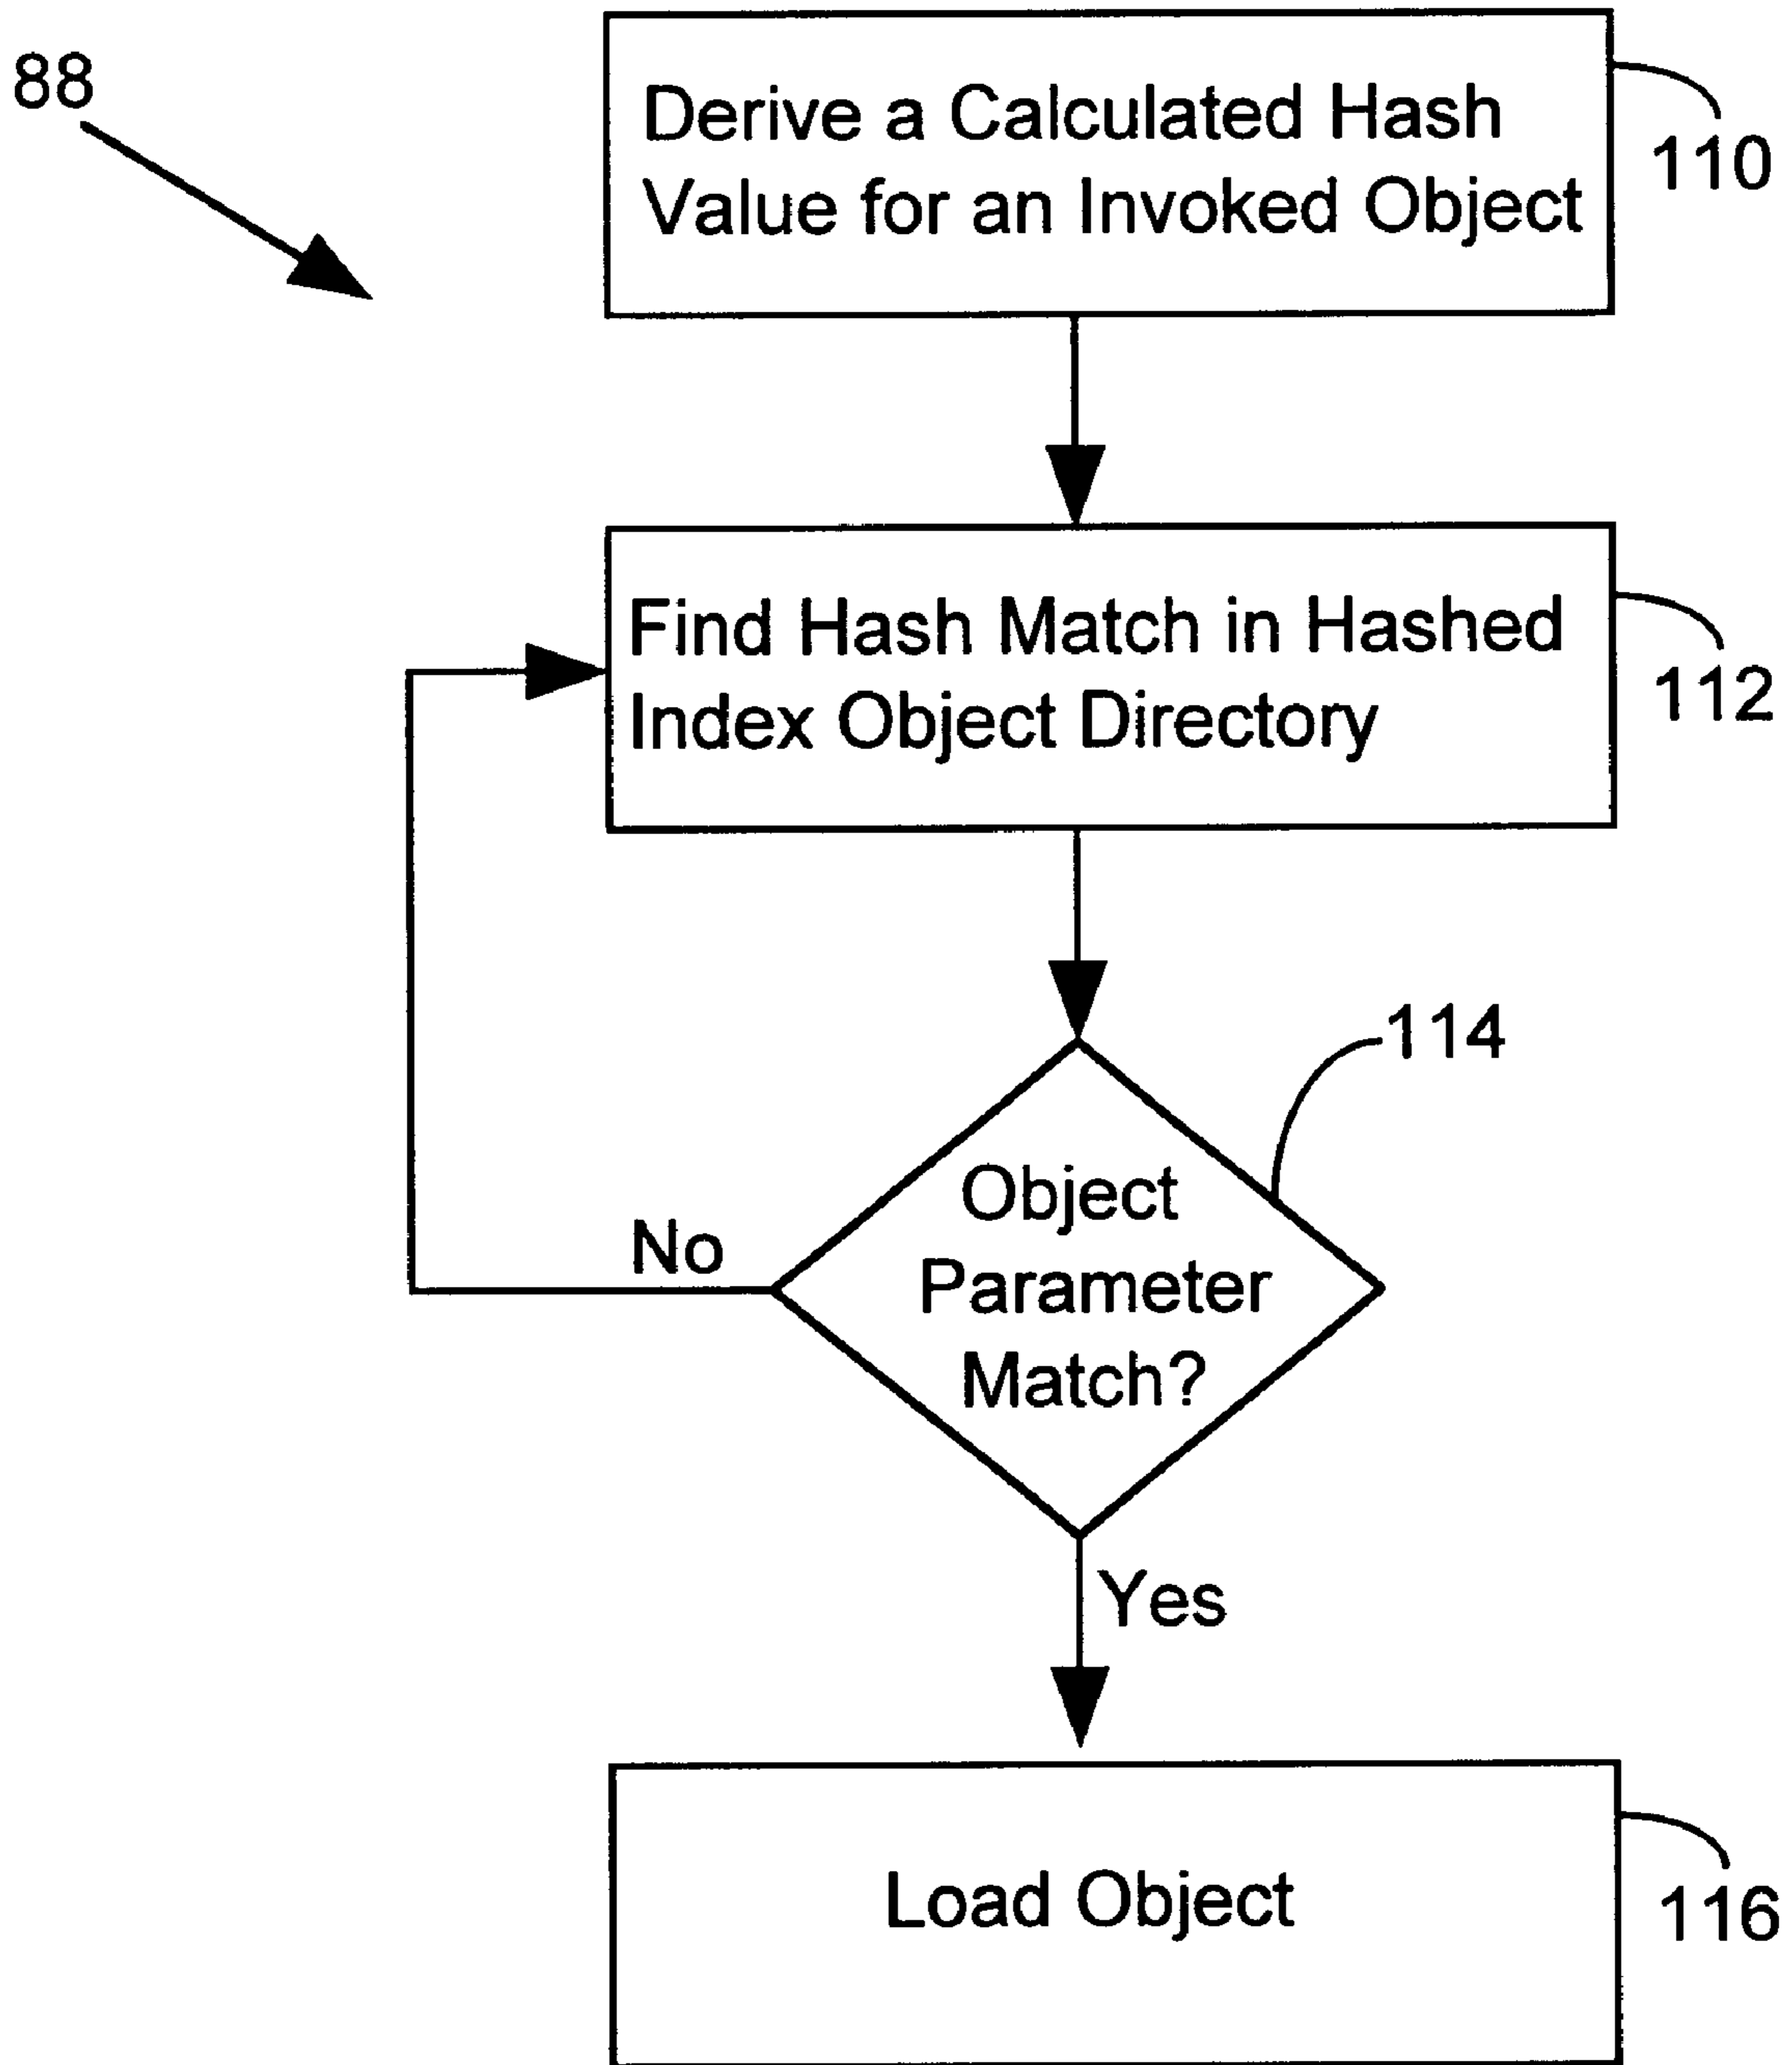 88
Derive a Calculated Hash
Value for an Invoked Object
110
Find Hash Match in Hashed
Index Object Directory
112
114
Object
Parameter
Match?
No
Yes
Load Object
116